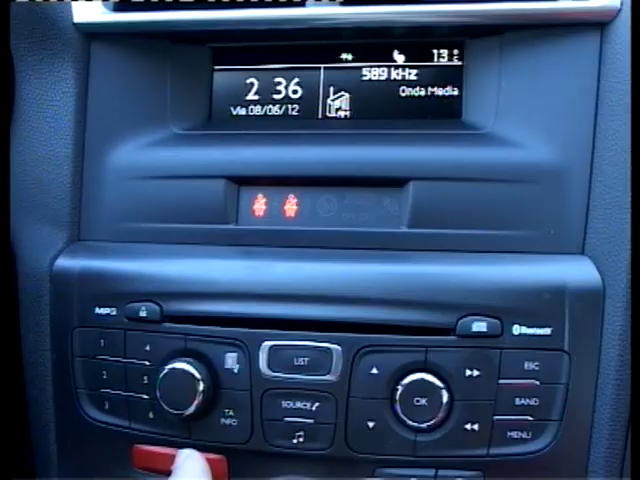 13 °C
589 kHz
2 36
Onda Media
Vie 08/06/12
AM
MP3
Bluetooth
1
4
LIST
ESC
2
5
OK
SOURCE
BAND
3
6
TA
INFO
MENU